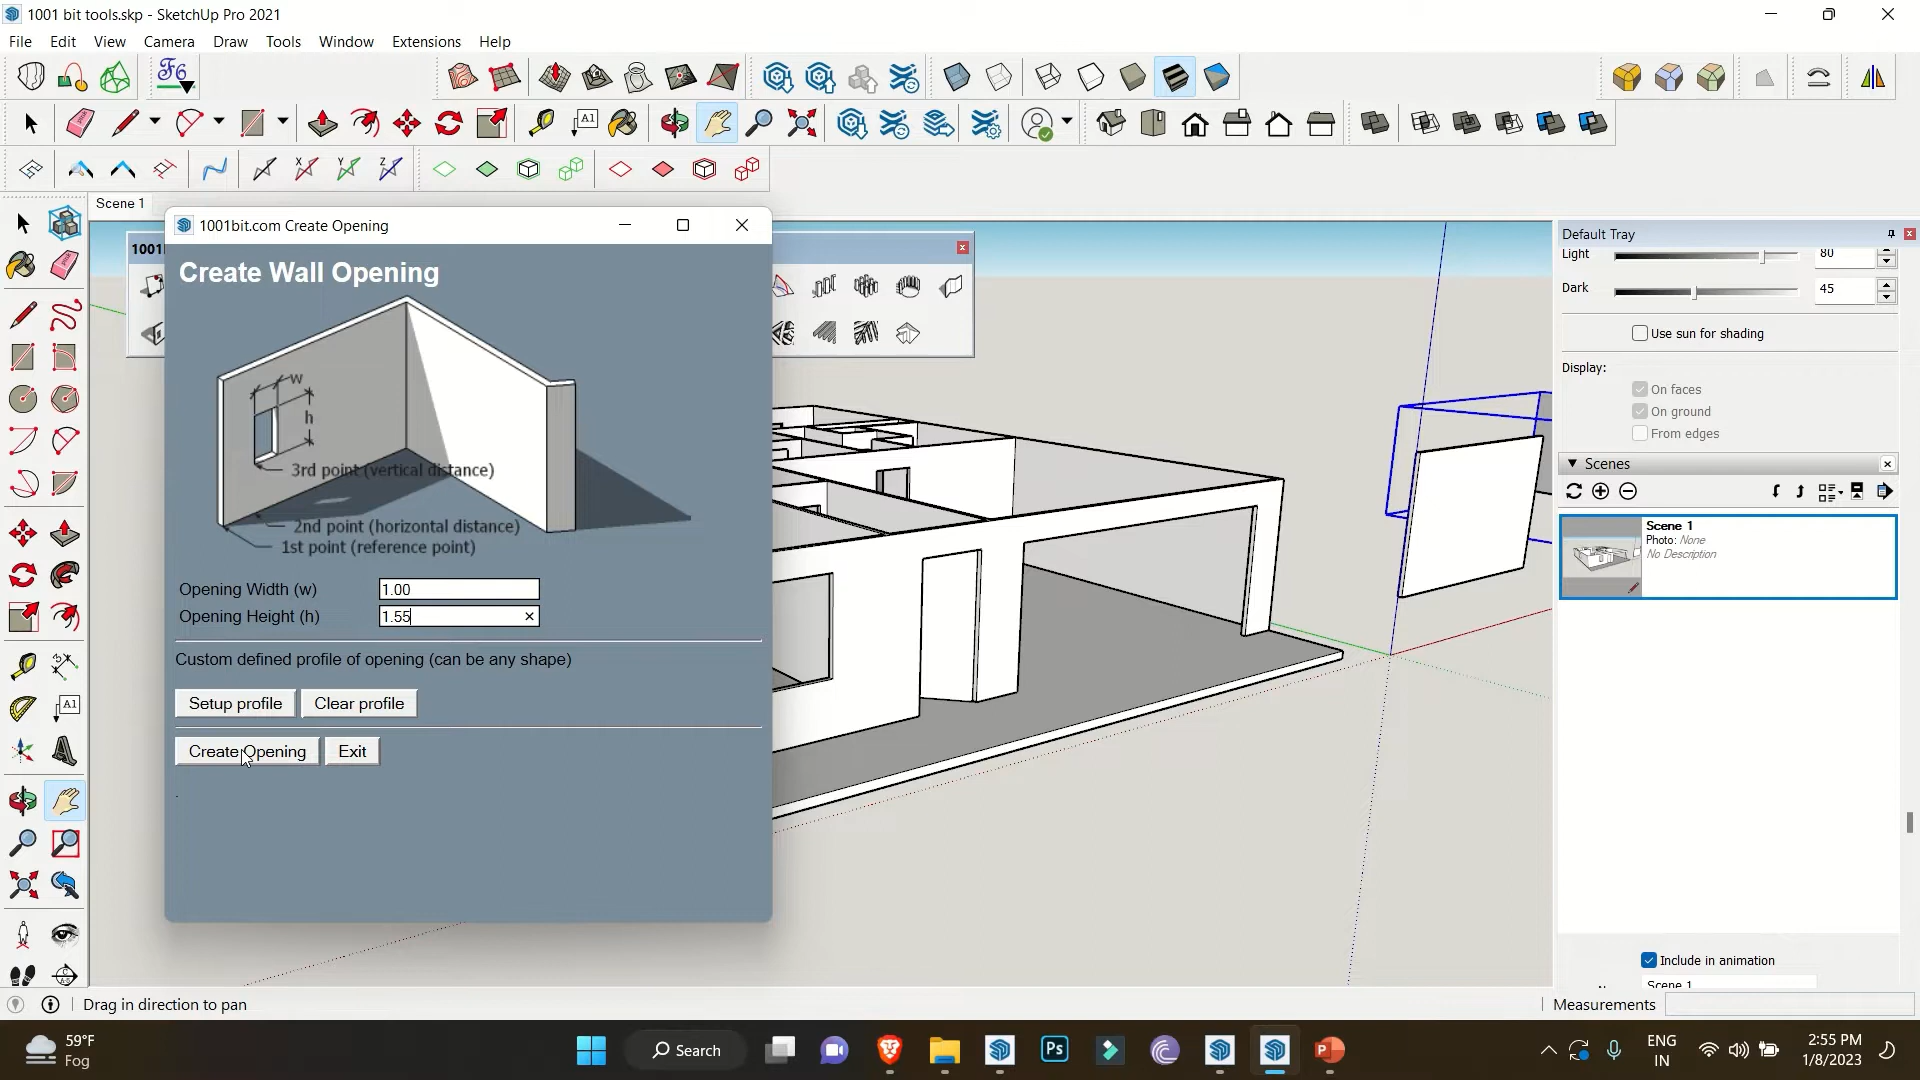 1001 bit tools.skp - SketchUp Pro 2021
File Edit View Camera Draw Tools Window Extensions Help
A1
X
Y
Z
Scene 1
1001bit.com Create Opening
1001
Create Wall Opening
w
h
3rd point (vertical distance)
2nd point (horizontal distance)
1st point (reference point)
Opening Width (w) 1.00
Opening Height (h) 1.55
Custom defined profile of opening (can be any shape)
Setup profile Clear profile
Create Opening Exit
A1
Default Tray
Light 80
Dark 45
Use sun for shading
Display:
On faces
On ground
From edges
Scenes
Scene 1
Photo: None
No Description
Include in animation
Scene 1
Drag in direction to pan
Measurements
59°F
Fog
Search
Ps
ENG
IN
2:55 PM
1/8/2023